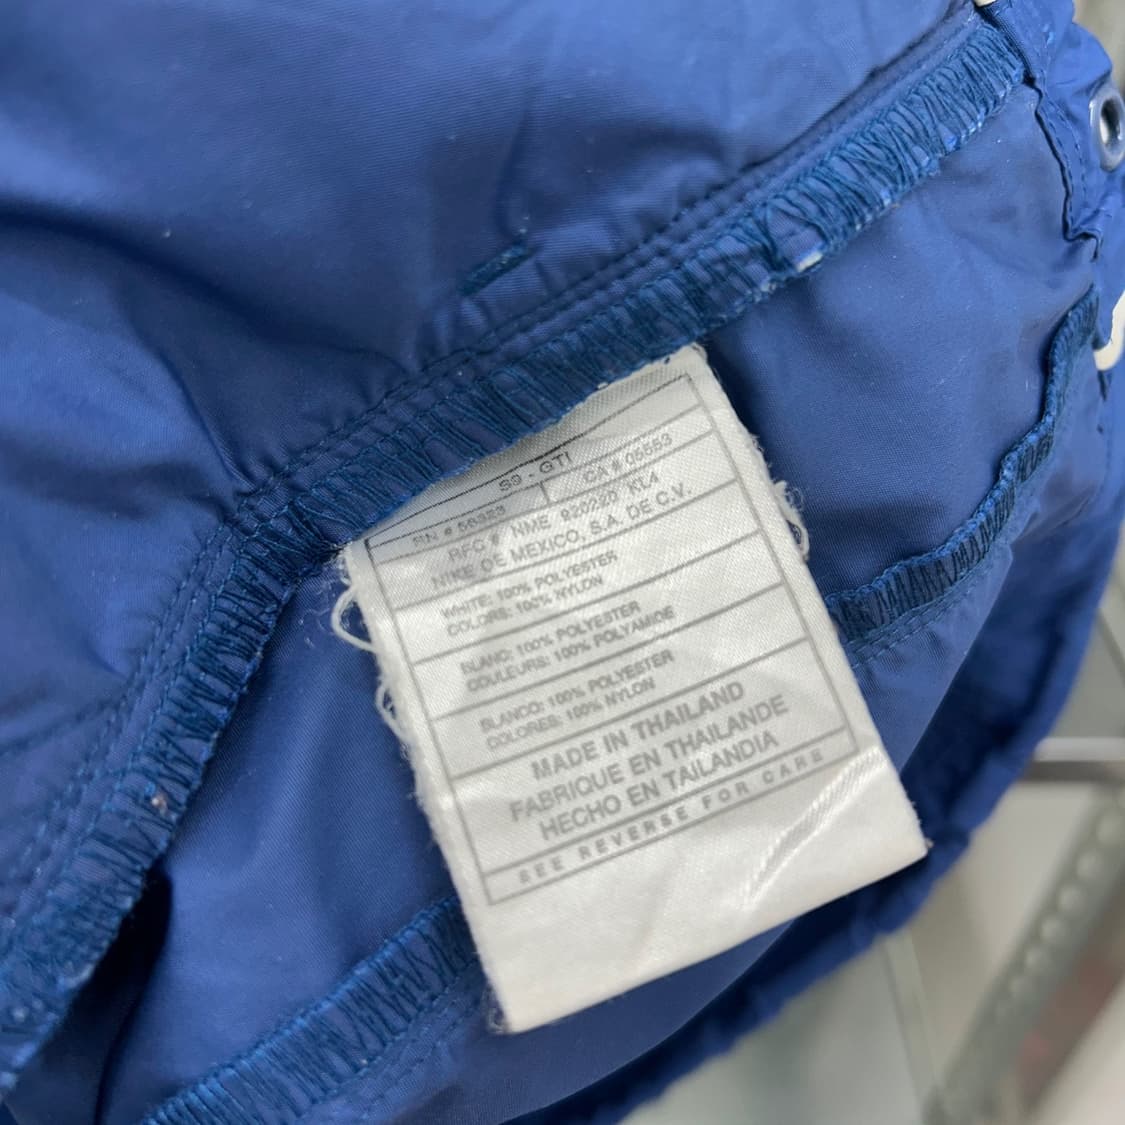 S9 - GTI
RN # 56323 CA # 05553
RFC # NME 920220 KL4
NIKE DE MEXICO, S.A. DE C.V.
WHITE: 100% POLYESTER
COLORS: 100% NYLON
BLANC: 100% POLYESTER
COULEURS: 100% POLYAMIDE
BLANCO: 100% POLYESTER
COLORES: 100% NYLON
MADE IN THAILAND
FABRIQUE EN THAILANDE
HECHO EN TAILANDIA
SEE REVERSE FOR CARE